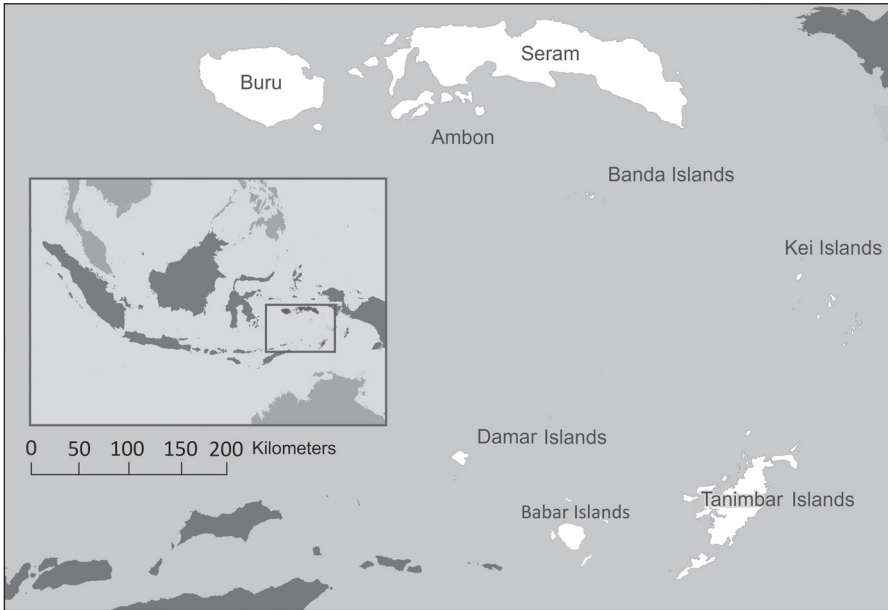 Seram
Buru
Ambon
Banda Islands
Kei Islands
Damar Islands
0 50 100 150 200 Kilometers
Tanimbar Islands
Babar Islands